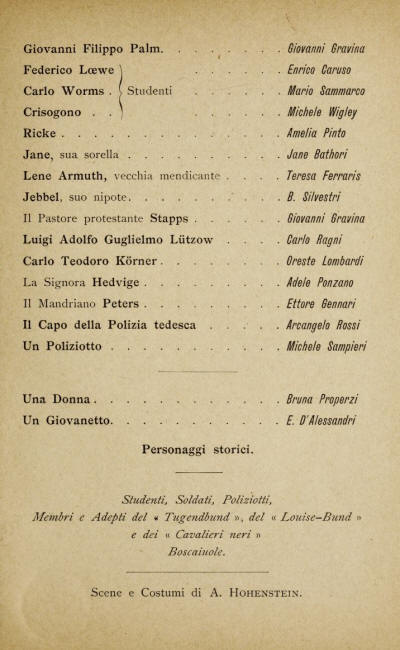 Giovanni Filippo Palm. . . . . . . . Giovanni Gravina
Federico Lœwe . . . . . . Enrico Caruso
Carlo Worms . Studenti . . . . . . Mario Sammarco
Crisogono . . . . . . . . Michele Wigley
Ricke . . . . . . . . . . . . . Amelia Pinto
Jane, sua sorella . . . . . . . . . . Jane Bathori
Lene Armuth, vecchia mendicante . . . . Teresa Ferraris
Jebbel, suo nipote. . . . . . . . . . B. Silvestri
Il Pastore protestante Stapps . . . . . . Giovanni Gravina
Luigi Adolfo Guglielmo Lützow . . . . Carlo Ragni
Carlo Teodoro Körner . . . . . . . . Oreste Lombardi
La Signora Hedvige . . . . . . . . . Adele Ponzano
Il Mandriano Peters . . . . . . . . . Ettore Gennari
Il Capo della Polizia tedesca . . . . . . Arcangelo Rossi
Un Poliziotto . . . . . . . . . . . Michele Sampieri
Una Donna . . . . . . . . . . . Bruna Properzi
Un Giovanetto. . . . . . . . . . . E. D'Alessandri
Personaggi storici.
Studenti, Soldati, Poliziotti,
Membri e Adepti del « Tugendbund », del « Louise-Bund »
e dei « Cavalieri neri »
Boscaiuole.
Scene e Costumi di A. HOHENSTEIN.